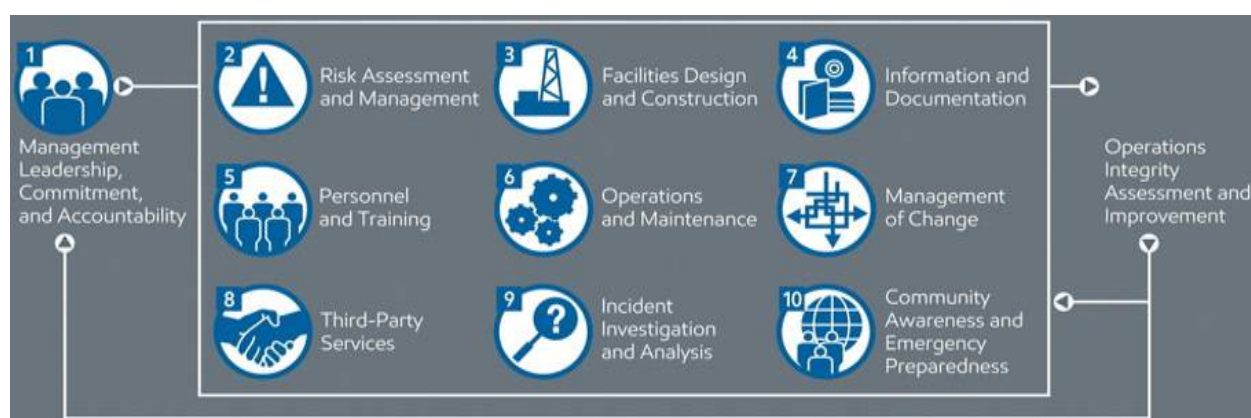 1
Management
Leadership,
Commitment,
and Accountability
2
Risk Assessment
and Management
3
Facilities Design
and Construction
4
Information and
Documentation
5
Personnel
and Training
6
Operations
and Maintenance
7
Management
of Change
8
Third-Party
Services
9
Incident
Investigation
and Analysis
10
Community
Awareness and
Emergency
Preparedness
Operations
Integrity
Assessment and
Improvement